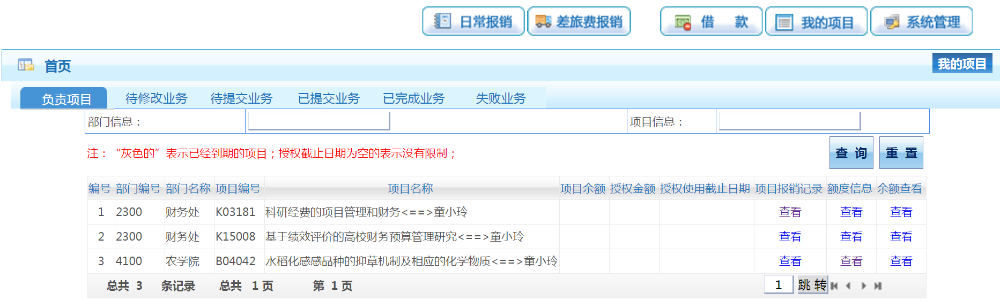 日常报销 差旅费报销 借 款 我的项目 系统管理
首页 我的项目
负责项目 待修改业务 待提交业务 已提交业务 已完成业务 失败业务
部门信息： 项目信息：
注：“灰色的”表示已经到期的项目；授权截止日期为空的表示没有限制； 查 询 重 置
编号 部门编号 部门名称 项目编号 项目名称 项目余额 授权金额 授权使用截止日期 项目报销记录 额度信息 余额查看
1 2300 财务处 K03181 科研经费的项目管理和财务<==>童小玲 查看 查看 查看
2 2300 财务处 K15008 基于绩效评价的高校财务预算管理研究<==>童小玲 查看 查看 查看
3 4100 农学院 B04042 水稻化感感品种的抑草机制及相应的化学物质<==>童小玲 查看 查看 查看
总共 3 条记录 总共 1 页 第 1 页 1 跳 转